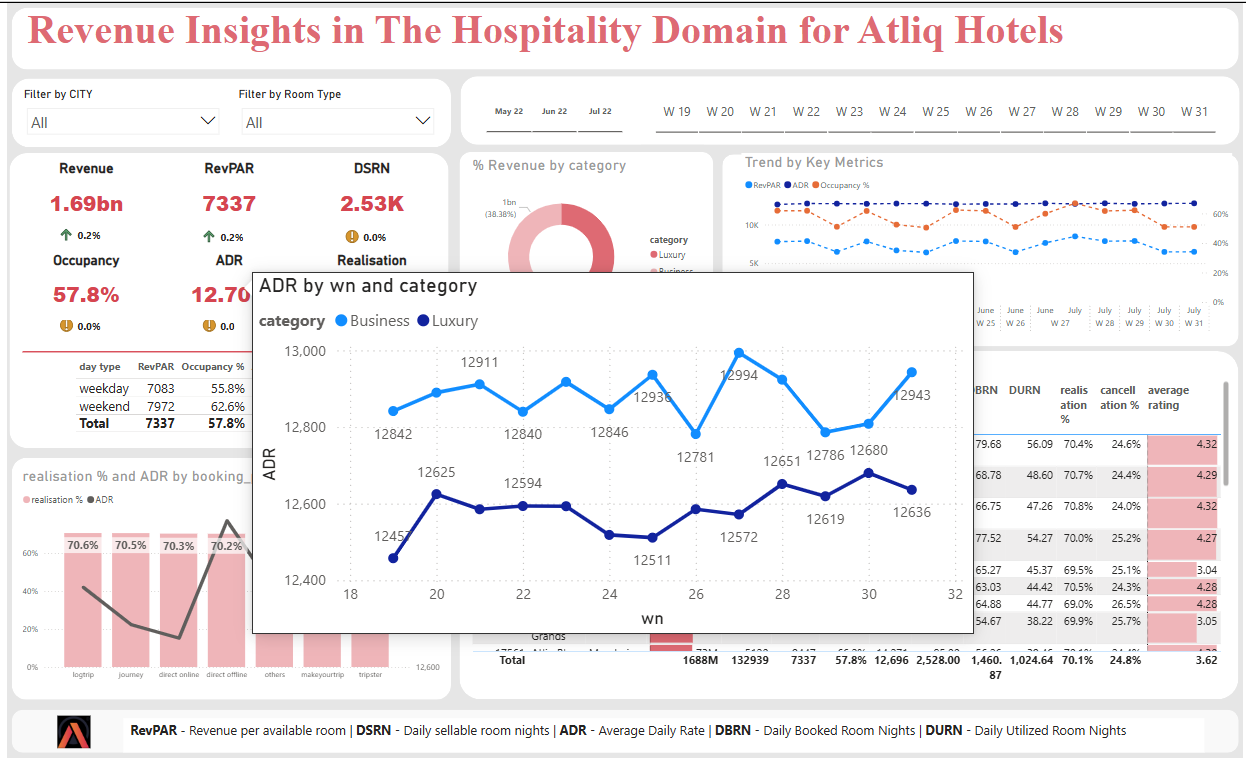 Revenue Insights in The Hospitality Domain for Atliq Hotels
Filter by CITY
All
Filter by Room Type
All
May 22 Jun 22 Jul 22
W 19 W 20 W 21 W 22 W 23 W 24 W 25 W 26 W 27 W 28 W 29 W 30 W 31
Revenue RevPAR DSRN
1.69bn 7337 2.53K
0.2% 0.2% 0.0%
Occupancy ADR Realisation
57.8% 12.70
0.0% 0.0
day type RevPAR Occupancy %
weekday 7083 55.8%
weekend 7972 62.6%
Total 7337 57.8%
% Revenue by category
1bn
(38.38%)
category
Luxury
Business
Trend by Key Metrics
RevPAR ADR Occupancy %
10K
5K
60%
40%
20%
0%
June June June July July July July July
W 25 W 26 W 27 W 28 W 29 W 30 W 31
ADR by wn and category
category Business Luxury
ADR
13,000
12,800
12,600
12,400
12842 12911 12840 12846 12936 12781 12994 12786 12680 12943
12625 12594 12511 12572 12651 12619 12636
18 20 22 24 26 28 30 32
wn
realisation % and ADR by booking_
realisation % ADR
60%
40%
20%
0%
70.6% 70.5% 70.3% 70.2%
12,600
logtrip journey direct online direct offline others makeyourtrip tripster
DURN realis ation % cancell ation % average rating
79.68 56.09 70.4% 24.6% 4.32
68.78 48.60 70.7% 24.4% 4.29
66.75 47.26 70.8% 24.0% 4.32
77.52 54.27 70.0% 25.2% 4.27
65.27 45.37 69.5% 25.1% 3.04
63.03 44.42 70.5% 24.3% 4.28
64.88 44.77 69.0% 26.5% 4.28
54.67 38.22 69.9% 25.7% 3.05
Grands
Total 1688M 132939 7337 57.8% 12,696 2,528.00 1,460.87 1,024.64 70.1% 24.8% 3.62
RevPAR - Revenue per available room | DSRN - Daily sellable room nights | ADR - Average Daily Rate | DBRN - Daily Booked Room Nights | DURN - Daily Utilized Room Nights